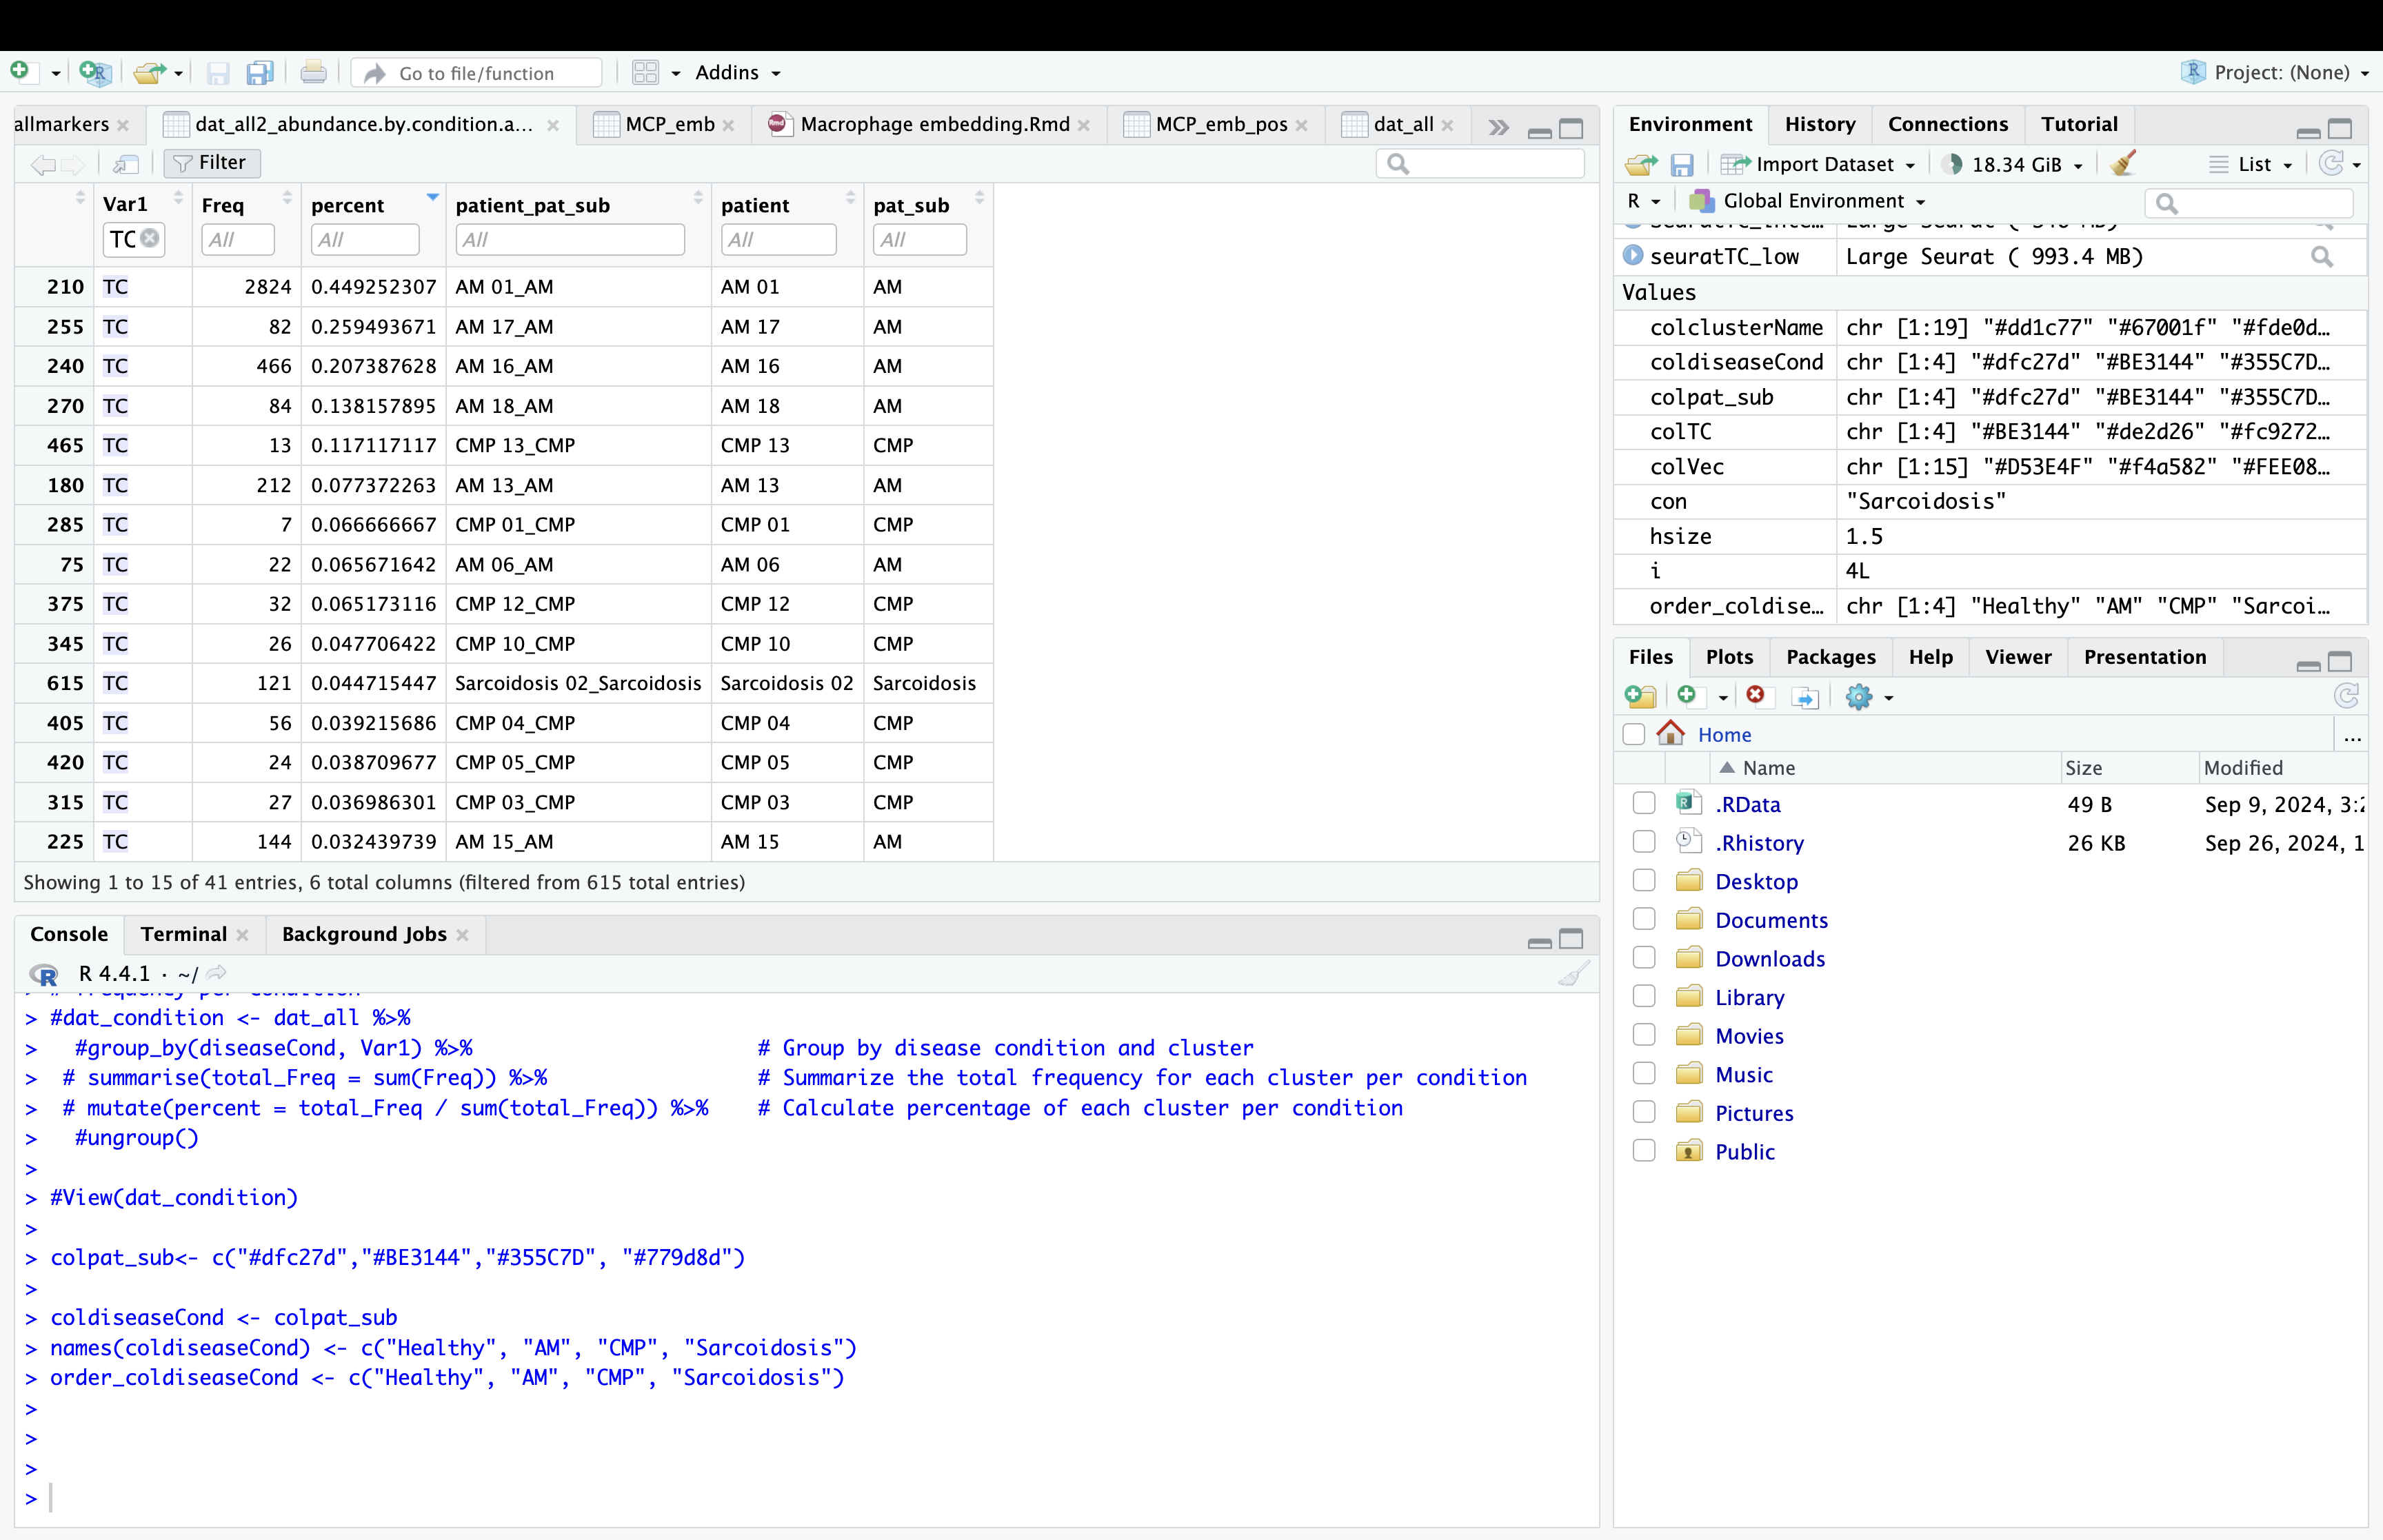 Go to file/function
Addins
Project: (None)
allmarkers
dat_all2_abundance.by.condition.a...
MCP_emb
Macrophage embedding.Rmd
MCP_emb_pos
dat_all
Filter
Var1 Freq percent patient_pat_sub patient pat_sub
TC All All All All All
210 TC 2824 0.449252307 AM 01_AM AM 01 AM
255 TC 82 0.259493671 AM 17_AM AM 17 AM
240 TC 466 0.207387628 AM 16_AM AM 16 AM
270 TC 84 0.138157895 AM 18_AM AM 18 AM
465 TC 13 0.117117117 CMP 13_CMP CMP 13 CMP
180 TC 212 0.077372263 AM 13_AM AM 13 AM
285 TC 7 0.066666667 CMP 01_CMP CMP 01 CMP
75 TC 22 0.065671642 AM 06_AM AM 06 AM
375 TC 32 0.065173116 CMP 12_CMP CMP 12 CMP
345 TC 26 0.047706422 CMP 10_CMP CMP 10 CMP
615 TC 121 0.044715447 Sarcoidosis 02_Sarcoidosis Sarcoidosis 02 Sarcoidosis
405 TC 56 0.039215686 CMP 04_CMP CMP 04 CMP
420 TC 24 0.038709677 CMP 05_CMP CMP 05 CMP
315 TC 27 0.036986301 CMP 03_CMP CMP 03 CMP
225 TC 144 0.032439739 AM 15_AM AM 15 AM
Showing 1 to 15 of 41 entries, 6 total columns (filtered from 615 total entries)
Console Terminal Background Jobs
R 4.4.1 · ~/
> #dat_condition <- dat_all %>%
>   #group_by(diseaseCond, Var1) %>%                       # Group by disease condition and cluster
>  # summarise(total_Freq = sum(Freq)) %>%                 # Summarize the total frequency for each cluster per condition
>  # mutate(percent = total_Freq / sum(total_Freq)) %>%    # Calculate percentage of each cluster per condition
>   #ungroup()
>
> #View(dat_condition)
>
> colpat_sub<- c("#dfc27d","#BE3144","#355C7D", "#779d8d")
>
> coldiseaseCond <- colpat_sub
> names(coldiseaseCond) <- c("Healthy", "AM", "CMP", "Sarcoidosis")
> order_coldiseaseCond <- c("Healthy", "AM", "CMP", "Sarcoidosis")
>
>
>
>
Environment History Connections Tutorial
Import Dataset 18.34 GiB List
R Global Environment
seuratTC_low Large Seurat ( 993.4 MB)
Values
colclusterName chr [1:19] "#dd1c77" "#67001f" "#fde0d…
coldiseaseCond chr [1:4] "#dfc27d" "#BE3144" "#355C7D…
colpat_sub chr [1:4] "#dfc27d" "#BE3144" "#355C7D…
colTC chr [1:4] "#BE3144" "#de2d26" "#fc9272…
colVec chr [1:15] "#D53E4F" "#f4a582" "#FEE08…
con "Sarcoidosis"
hsize 1.5
i 4L
order_coldise… chr [1:4] "Healthy" "AM" "CMP" "Sarcoi…
Files Plots Packages Help Viewer Presentation
Home ...
Name Size Modified
.RData 49 B Sep 9, 2024, 3:2
.Rhistory 26 KB Sep 26, 2024, 1
Desktop
Documents
Downloads
Library
Movies
Music
Pictures
Public